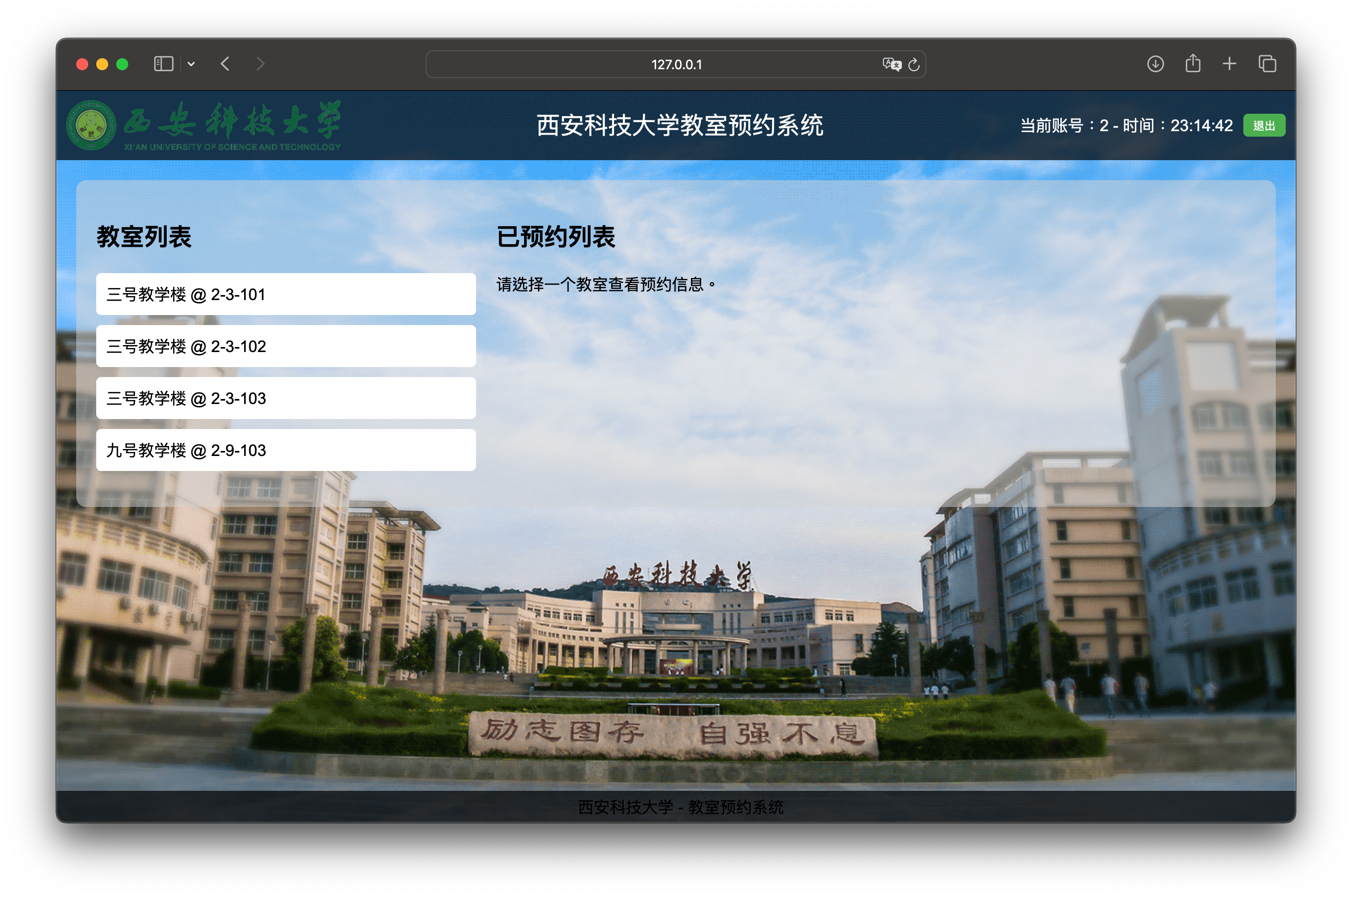 127.0.0.1
西安科技大学
XI'AN UNIVERSITY OF SCIENCE AND TECHNOLOGY
西安科技大学教室预约系统
当前账号：2 - 时间：23:14:42
退出
教室列表
三号教学楼 @ 2-3-101
三号教学楼 @ 2-3-102
三号教学楼 @ 2-3-103
九号教学楼 @ 2-9-103
已预约列表
请选择一个教室查看预约信息。
西安科技大学
励志图存 自强不息
西安科技大学 - 教室预约系统